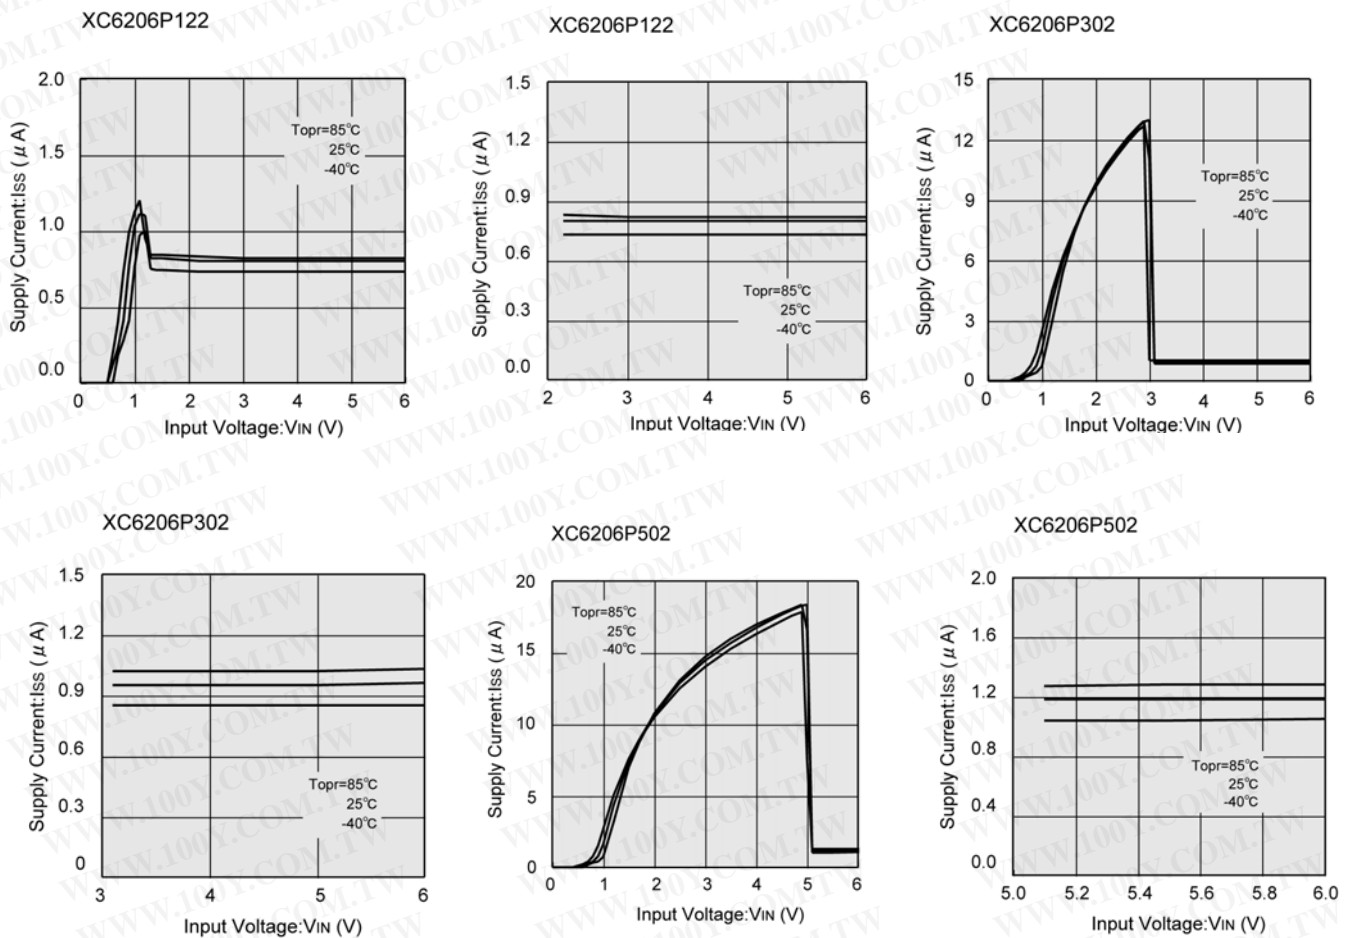 XC6206P122
XC6206P122
XC6206P302
2.0
1.5
1.0
0.5
0.0
Supply Current:Iss ( μ A)
Topr=85℃
25℃
-40℃
0 1 2 3 4 5 6
Input Voltage:VIN (V)
1.5
1.2
0.9
0.6
0.3
0.0
Supply Current:Iss ( μ A)
Topr=85℃
25℃
-40℃
2 3 4 5 6
Input Voltage:VIN (V)
15
12
9
6
3
0
Supply Current:Iss ( μ A)
Topr=85℃
25℃
-40℃
0 1 2 3 4 5 6
Input Voltage:VIN (V)
XC6206P302
XC6206P502
XC6206P502
1.5
1.2
0.9
0.6
0.3
0
Supply Current:Iss ( μ A)
Topr=85℃
25℃
-40℃
3 4 5 6
Input Voltage:VIN (V)
20
15
10
5
0
Supply Current:Iss ( μ A)
Topr=85℃
25℃
-40℃
0 1 2 3 4 5 6
Input Voltage:VIN (V)
2.0
1.6
1.2
0.8
0.4
0.0
Supply Current:Iss ( μ A)
Topr=85℃
25℃
-40℃
5.0 5.2 5.4 5.6 5.8 6.0
Input Voltage:VIN (V)
WWW.100Y.COM.TW